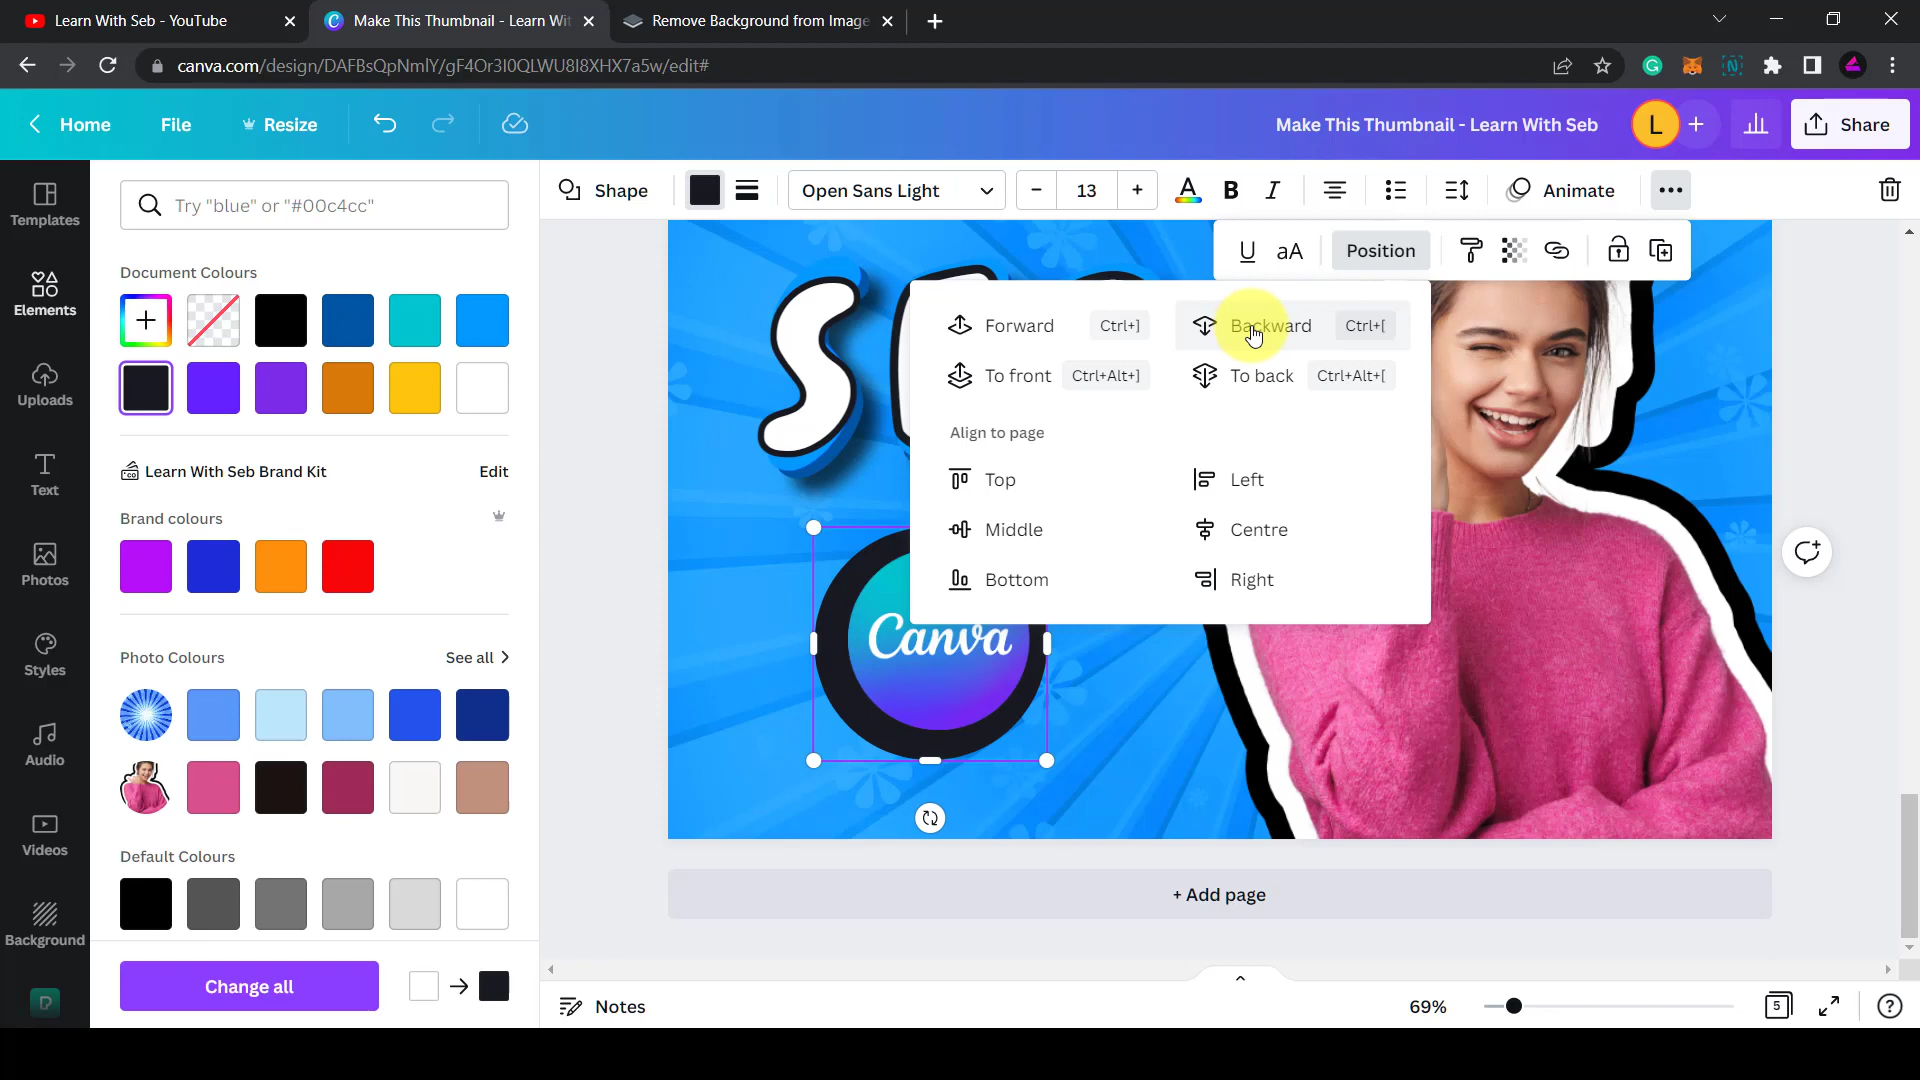 Learn With Seb - YouTube
Make This Thumbnail - Learn Wit
Remove Background from Image
canva.com/design/DAFBsQpNmlY/gF4Or3I0QLWU8I8XHX7a5w/edit#
Home
File
Resize
Make This Thumbnail - Learn With Seb
L
Share
Templates
Elements
Uploads
Text
Photos
Styles
Audio
Videos
Background
Try "blue" or "#00c4cc"
Document Colours
Learn With Seb Brand Kit
Edit
Brand colours
Photo Colours
See all
Default Colours
Change all
Shape
Open Sans Light
13
Animate
aA
Position
Forward Ctrl+]
Backward Ctrl+[
To front Ctrl+Alt+]
To back Ctrl+Alt+[
Align to page
Top
Left
Middle
Centre
Bottom
Right
Canva
+ Add page
Notes
69%
5